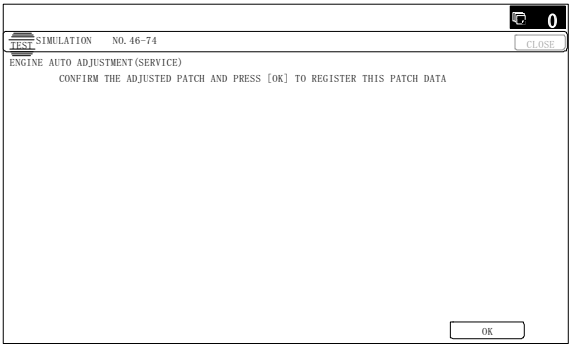 0
TEST SIMULATION NO.46-74 CLOSE
ENGINE AUTO ADJUSTMENT(SERVICE)
CONFIRM THE ADJUSTED PATCH AND PRESS [OK] TO REGISTER THIS PATCH DATA
OK